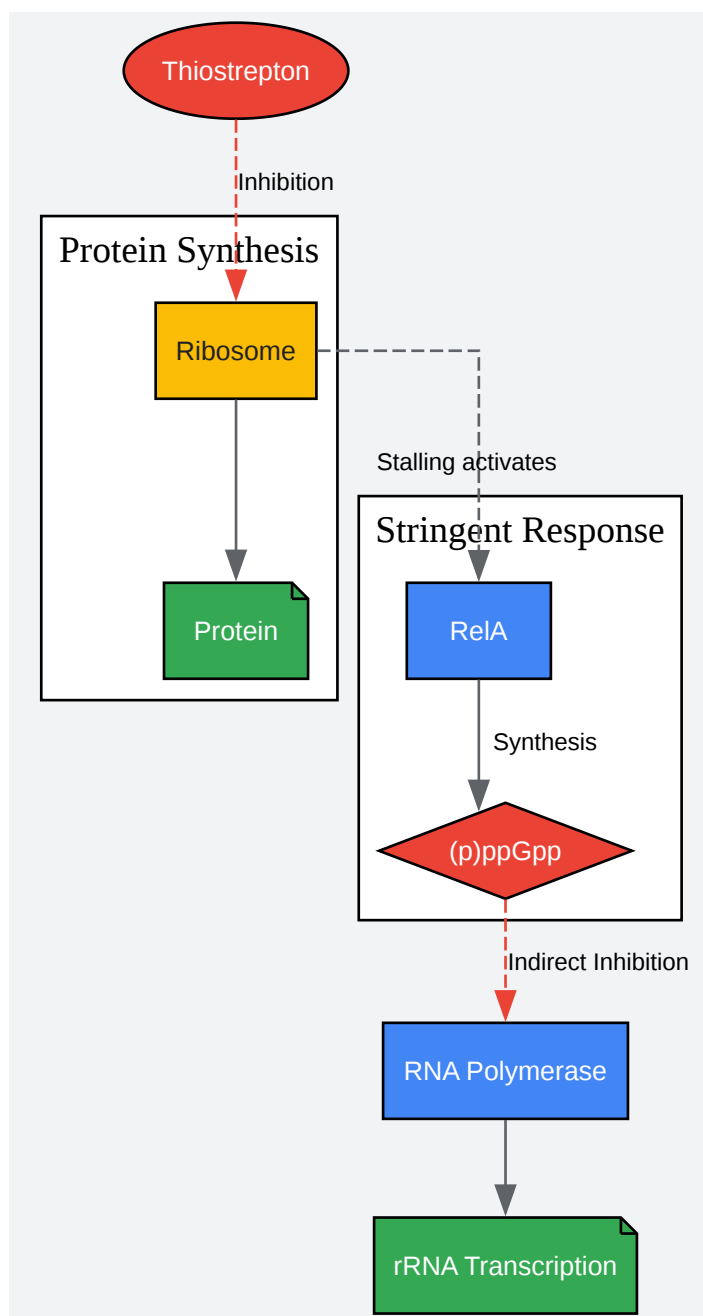 Thiostrepton
Inhibition
Protein Synthesis
Ribosome
Stalling activates
Stringent Response
Protein
RelA
Synthesis
(p)ppGpp
Indirect Inhibition
RNA Polymerase
rRNA Transcription